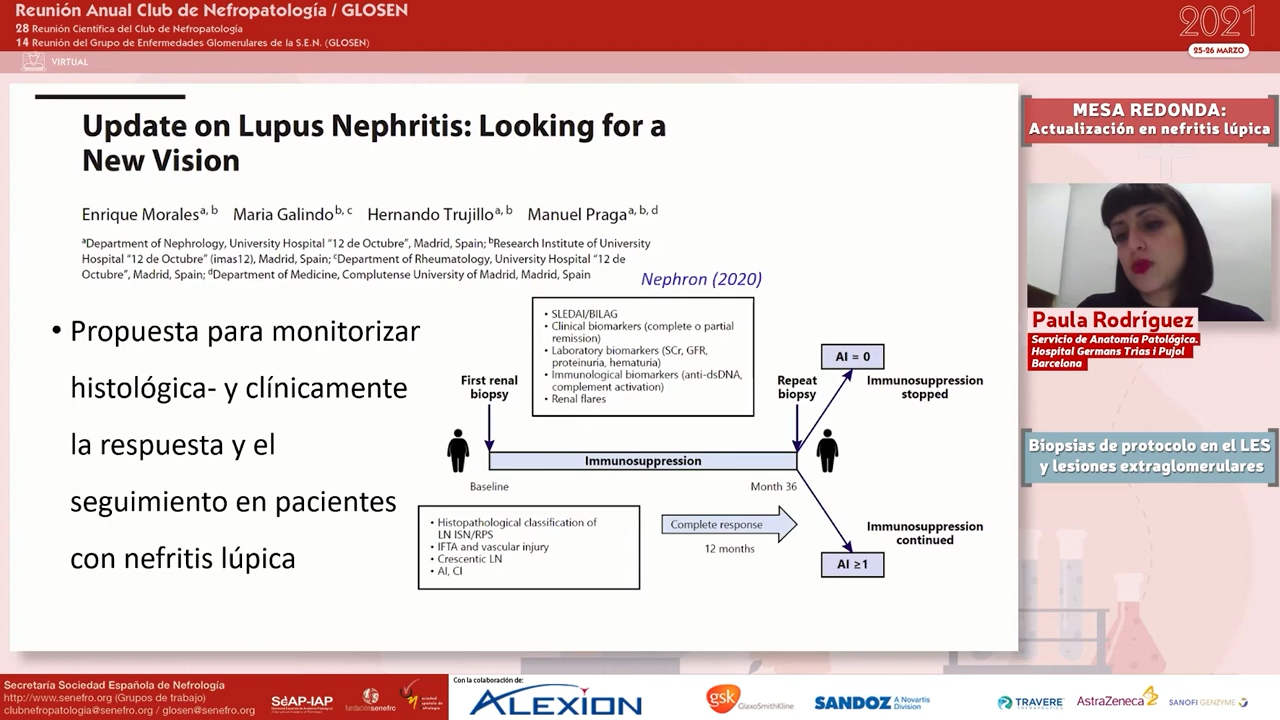 Reunión Anual Club de Nefropatología / GLOSEN
28 Reunión Científica del Club de Nefropatología
14 Reunión del Grupo de Enfermedades Glomerulares de la S.E.N. (GLOSEN)
VIRTUAL
2021
25-26 MARZO
Update on Lupus Nephritis: Looking for a
New Vision
Enrique Morales a, b María Galindo b, c Hernando Trujillo a, b Manuel Praga a, b, d
aDepartment of Nephrology, University Hospital "12 de Octubre", Madrid, Spain; bResearch Institute of University
Hospital "12 de Octubre" (imas12), Madrid, Spain; cDepartment of Rheumatology, University Hospital "12 de
Octubre", Madrid, Spain; dDepartment of Medicine, Complutense University of Madrid, Madrid, Spain
Nephron (2020)
• Propuesta para monitorizar
histológica- y clínicamente
la respuesta y el
seguimiento en pacientes
con nefritis lúpica
• SLEDAI/BILAG
• Clinical biomarkers (complete o partial
remission)
• Laboratory biomarkers (SCr, GFR,
proteinuria, hematuria)
• Immunological biomarkers (anti-dsDNA,
complement activation)
• Renal flares
First renal
biopsy
Repeat
biopsy
AI = 0
Immunosuppression
stopped
Immunosuppression
Baseline
Month 36
• Histopathological classification of
LN ISN/RPS
• IFTA and vascular injury
• Crescentic LN
• AI, CI
Complete response
12 months
Immunosuppression
continued
AI ≥1
MESA REDONDA:
Actualización en nefritis lúpica
Paula Rodríguez
Servicio de Anatomía Patológica.
Hospital Germans Trias i Pujol
Barcelona
Biopsias de protocolo en el LES
y lesiones extraglomerulares
Secretaría Sociedad Española de Nefrología
http://www.senefro.org (Grupos de trabajo)
clubnefropatologia@senefro.org / glosen@senefro.org
SEAP-IAP
fundaciónsenefro
Con la colaboración de:
ALEXION
gsk
GlaxoSmithKline
SANDOZ A Novartis
Division
TRAVERE
THERAPEUTICS
AstraZeneca
SANOFI GENZYME